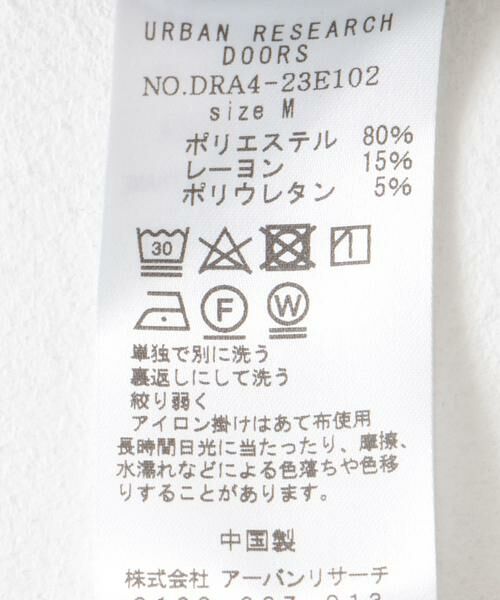 URBAN RESEARCH
DOORS
NO.DRA4-23E102
size M
ポリエステル 80%
レーヨン 15%
ポリウレタン 5%
30
F W
単独で別に洗う
裏返しにして洗う
絞り弱く
アイロン掛けはあて布使用
長時間日光に当たったり、摩擦、
水濡れなどによる色落ちや色移
りすることがあります。
中国製
株式会社 アーバンリサーチ